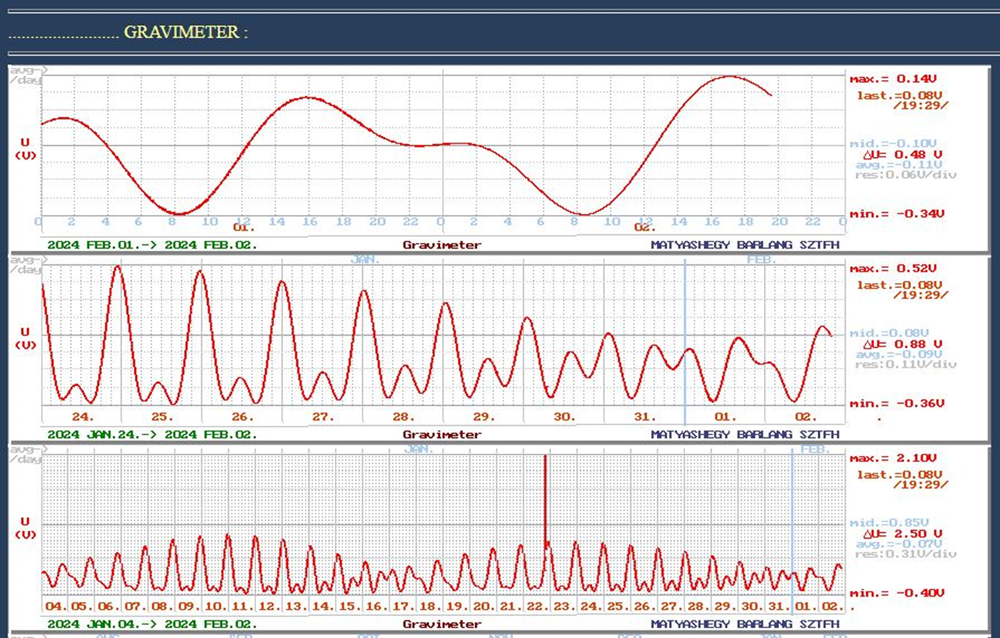 ........................ GRAVIMETER :
avg->
/day
max.= 0.14V
last.=0.08V
/19:29/
U
(V)
mid.=-0.10V
△U= 0.48 V
avg.=-0.11V
res:0.06V/div
min.= -0.34V
0 2 4 6 8 10 12 14 16 18 20 22 0 2 4 6 8 10 12 14 16 18 20 22 0
01. 02.
2024 FEB.01.-> 2024 FEB.02. Gravimeter MATYASHEGY BARLANG SZTFH
avg->
/day
JAN. FEB.
max.= 0.52V
last.=0.08V
/19:29/
U
(V)
mid.=0.08V
△U= 0.88 V
avg.=-0.09V
res:0.11V/div
min.= -0.36V
24. 25. 26. 27. 28. 29. 30. 31. 01. 02. .
2024 JAN.24.-> 2024 FEB.02. Gravimeter MATYASHEGY BARLANG SZTFH
avg->
/day
JAN. FEB.
max.= 2.10V
last.=0.08V
/19:29/
U
(V)
mid.=0.85V
△U= 2.50 V
avg.=-0.07V
res:0.31V/div
min.= -0.40V
04. 05. 06. 07. 08. 09. 10. 11. 12. 13. 14. 15. 16. 17. 18. 19. 20. 21. 22. 23. 24. 25. 26. 27. 28. 29. 30. 31. 01. 02. .
2024 JAN.04.-> 2024 FEB.02. Gravimeter MATYASHEGY BARLANG SZTFH